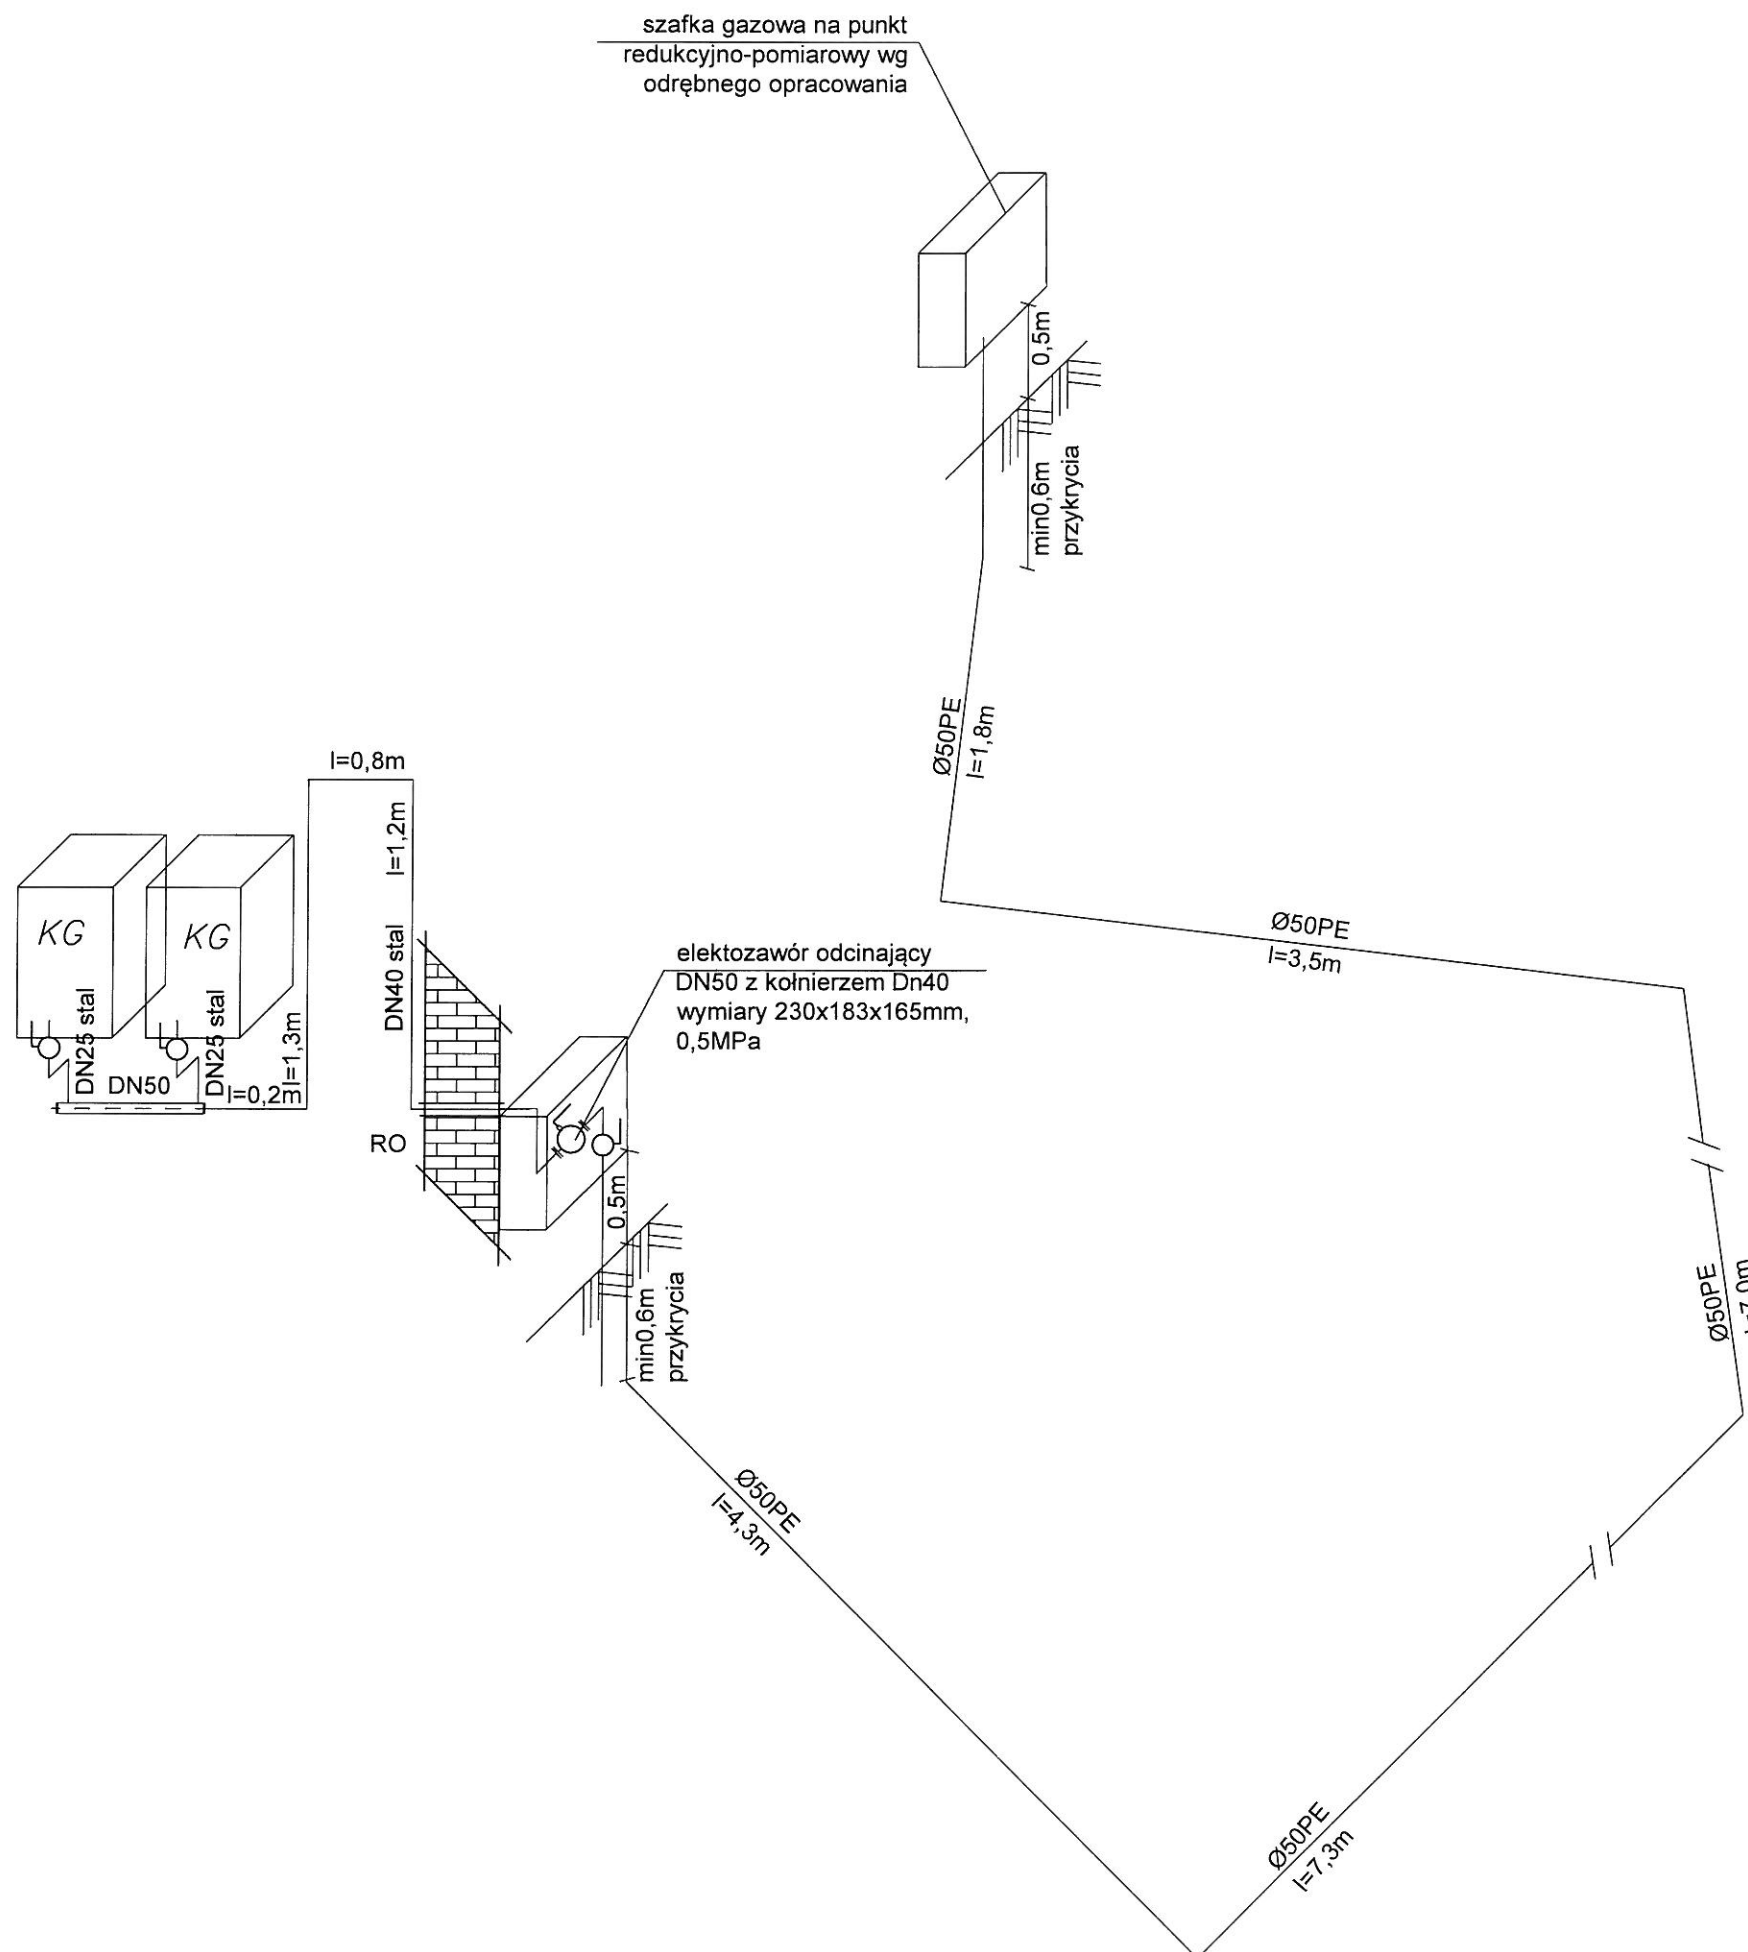 szafka gazowa na punkt
redukcyjno-pomiarowy wg
odrębnego opracowania
0,5m
min0,6m
przykrycia
Ø50PE
l=1,8m
l=0,8m
l=1,2m
DN40 stal
KG
KG
DN25 stal
DN25 stal
DN50
l=0,2m
l=1,3m
RO
elektozawór odcinający
DN50 z kołnierzem Dn40
wymiary 230x183x165mm,
0,5MPa
0,5m
min0,6m
przykrycia
Ø50PE
l=3,5m
Ø50PE
Ø50PE
l=4,3m
Ø50PE
l=7,3m